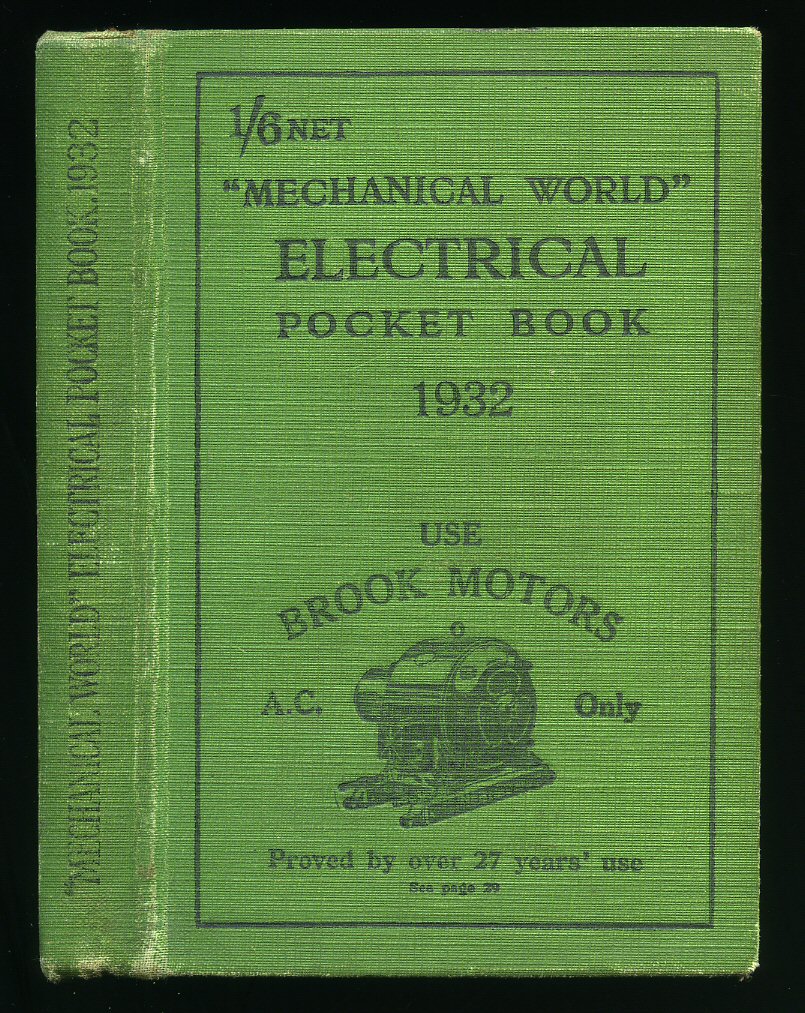 "MECHANICAL WORLD" ELECTRICAL POCKET BOOK. 1932
1/6 NET
"MECHANICAL WORLD"
ELECTRICAL
POCKET BOOK
1932
USE
BROOK MOTORS
A.C. Only
Proved by over 27 years' use
See page 29